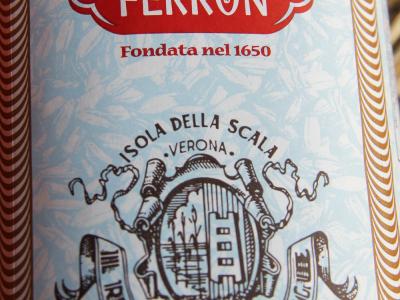 FERRON
Fondata nel 1650
ISOLA DELLA SCALA
·VERONA·